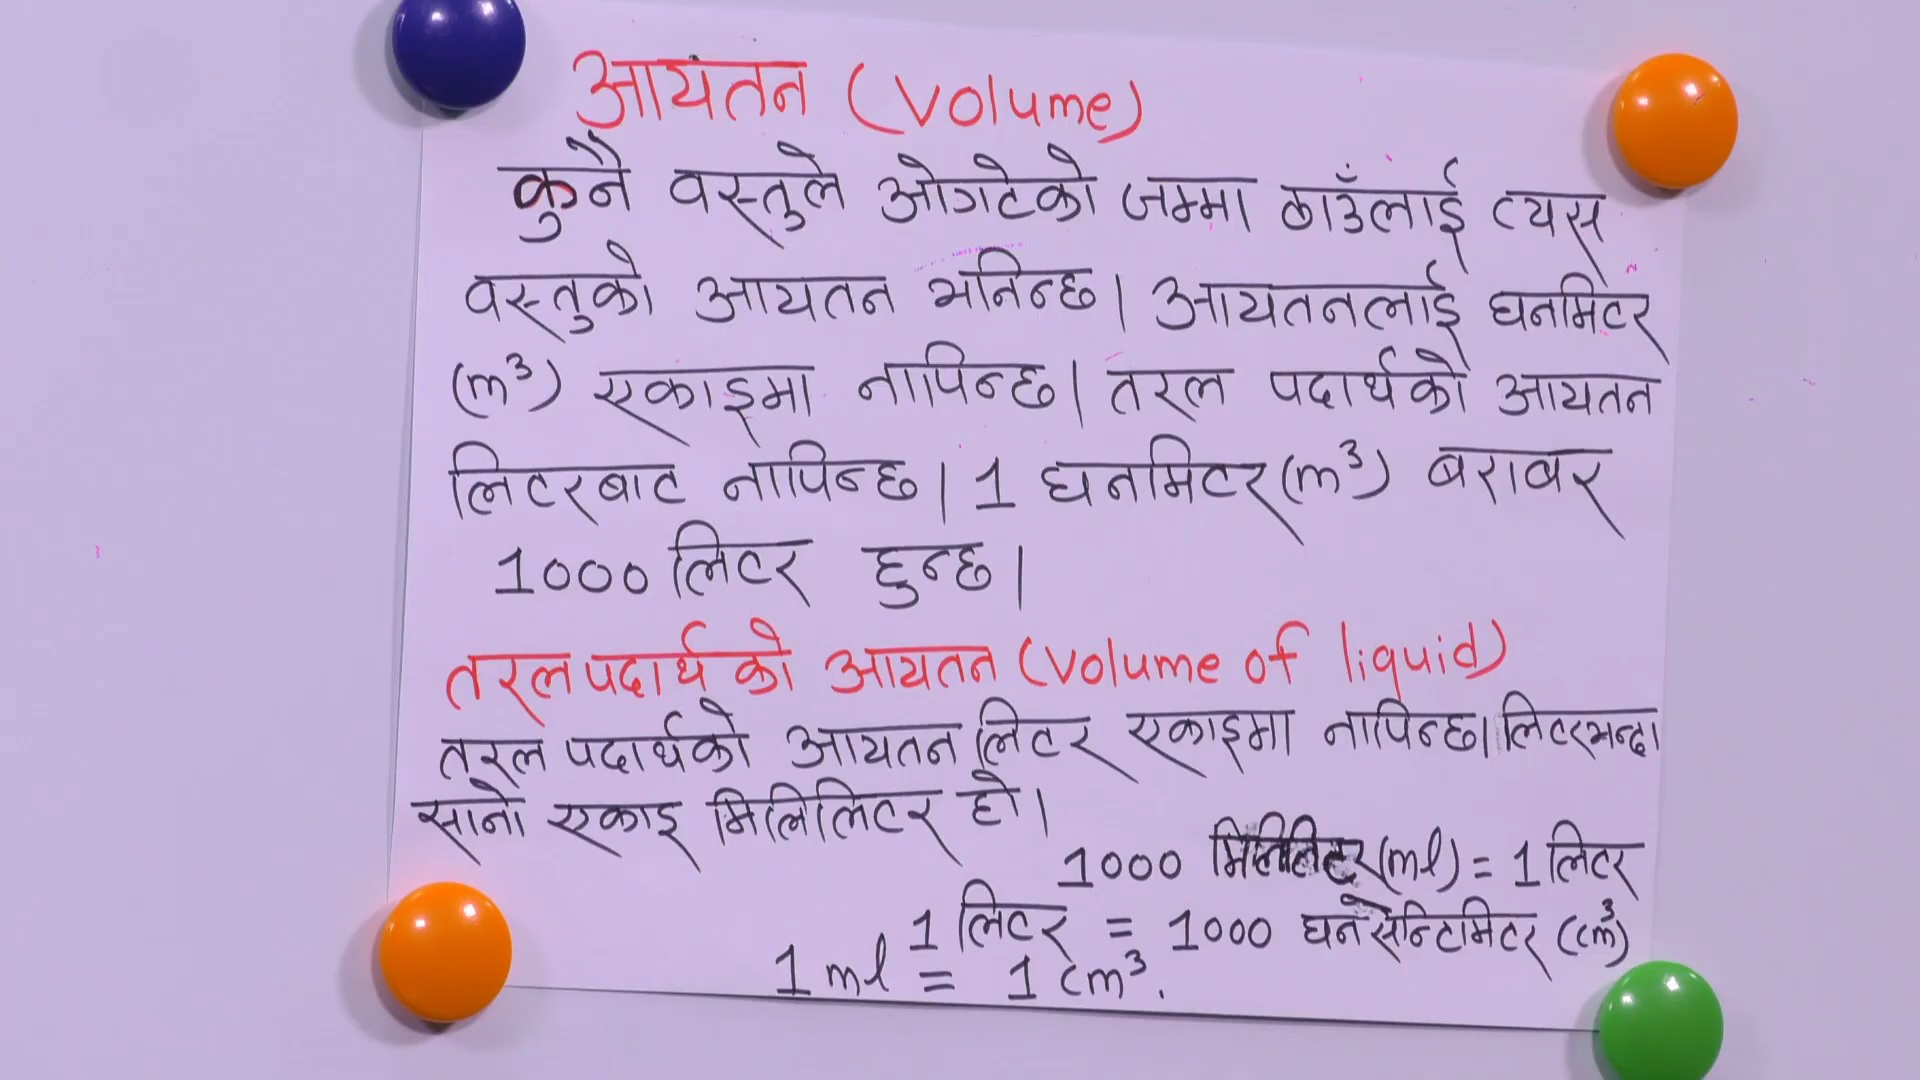 आयतन (Volume)
कुनै वस्तुले ओगटेको जम्मा ठाउँलाई त्यस
वस्तुको आयतन भनिन्छ। आयतनलाई घनमिटर
(m³) एकाइमा नापिन्छ। तरल पदार्थको आयतन
लिटरबाट नापिन्छ। 1 घनमिटर (m³) बरावर
1000 लिटर हुन्छ।
तरल पदार्थको आयतन (Volume of liquid)
तरल पदार्थको आयतन लिटर एकाइमा नापिन्छ। लिटरभन्दा
सानो एकाइ मिलिलिटर हो।
1000 मिलिलिटर (ml) = 1 लिटर
1 लिटर = 1000 घन सेन्टिमिटर (cm³)
1 ml = 1 cm³.